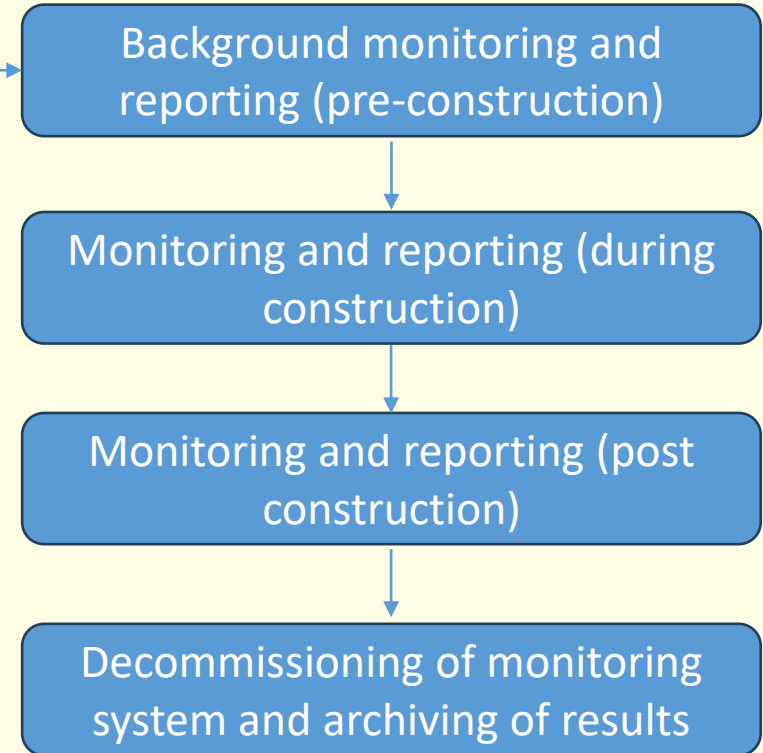 Background monitoring and
reporting (pre-construction)
Monitoring and reporting (during
construction)
Monitoring and reporting (post
construction)
Decommissioning of monitoring
system and archiving of results